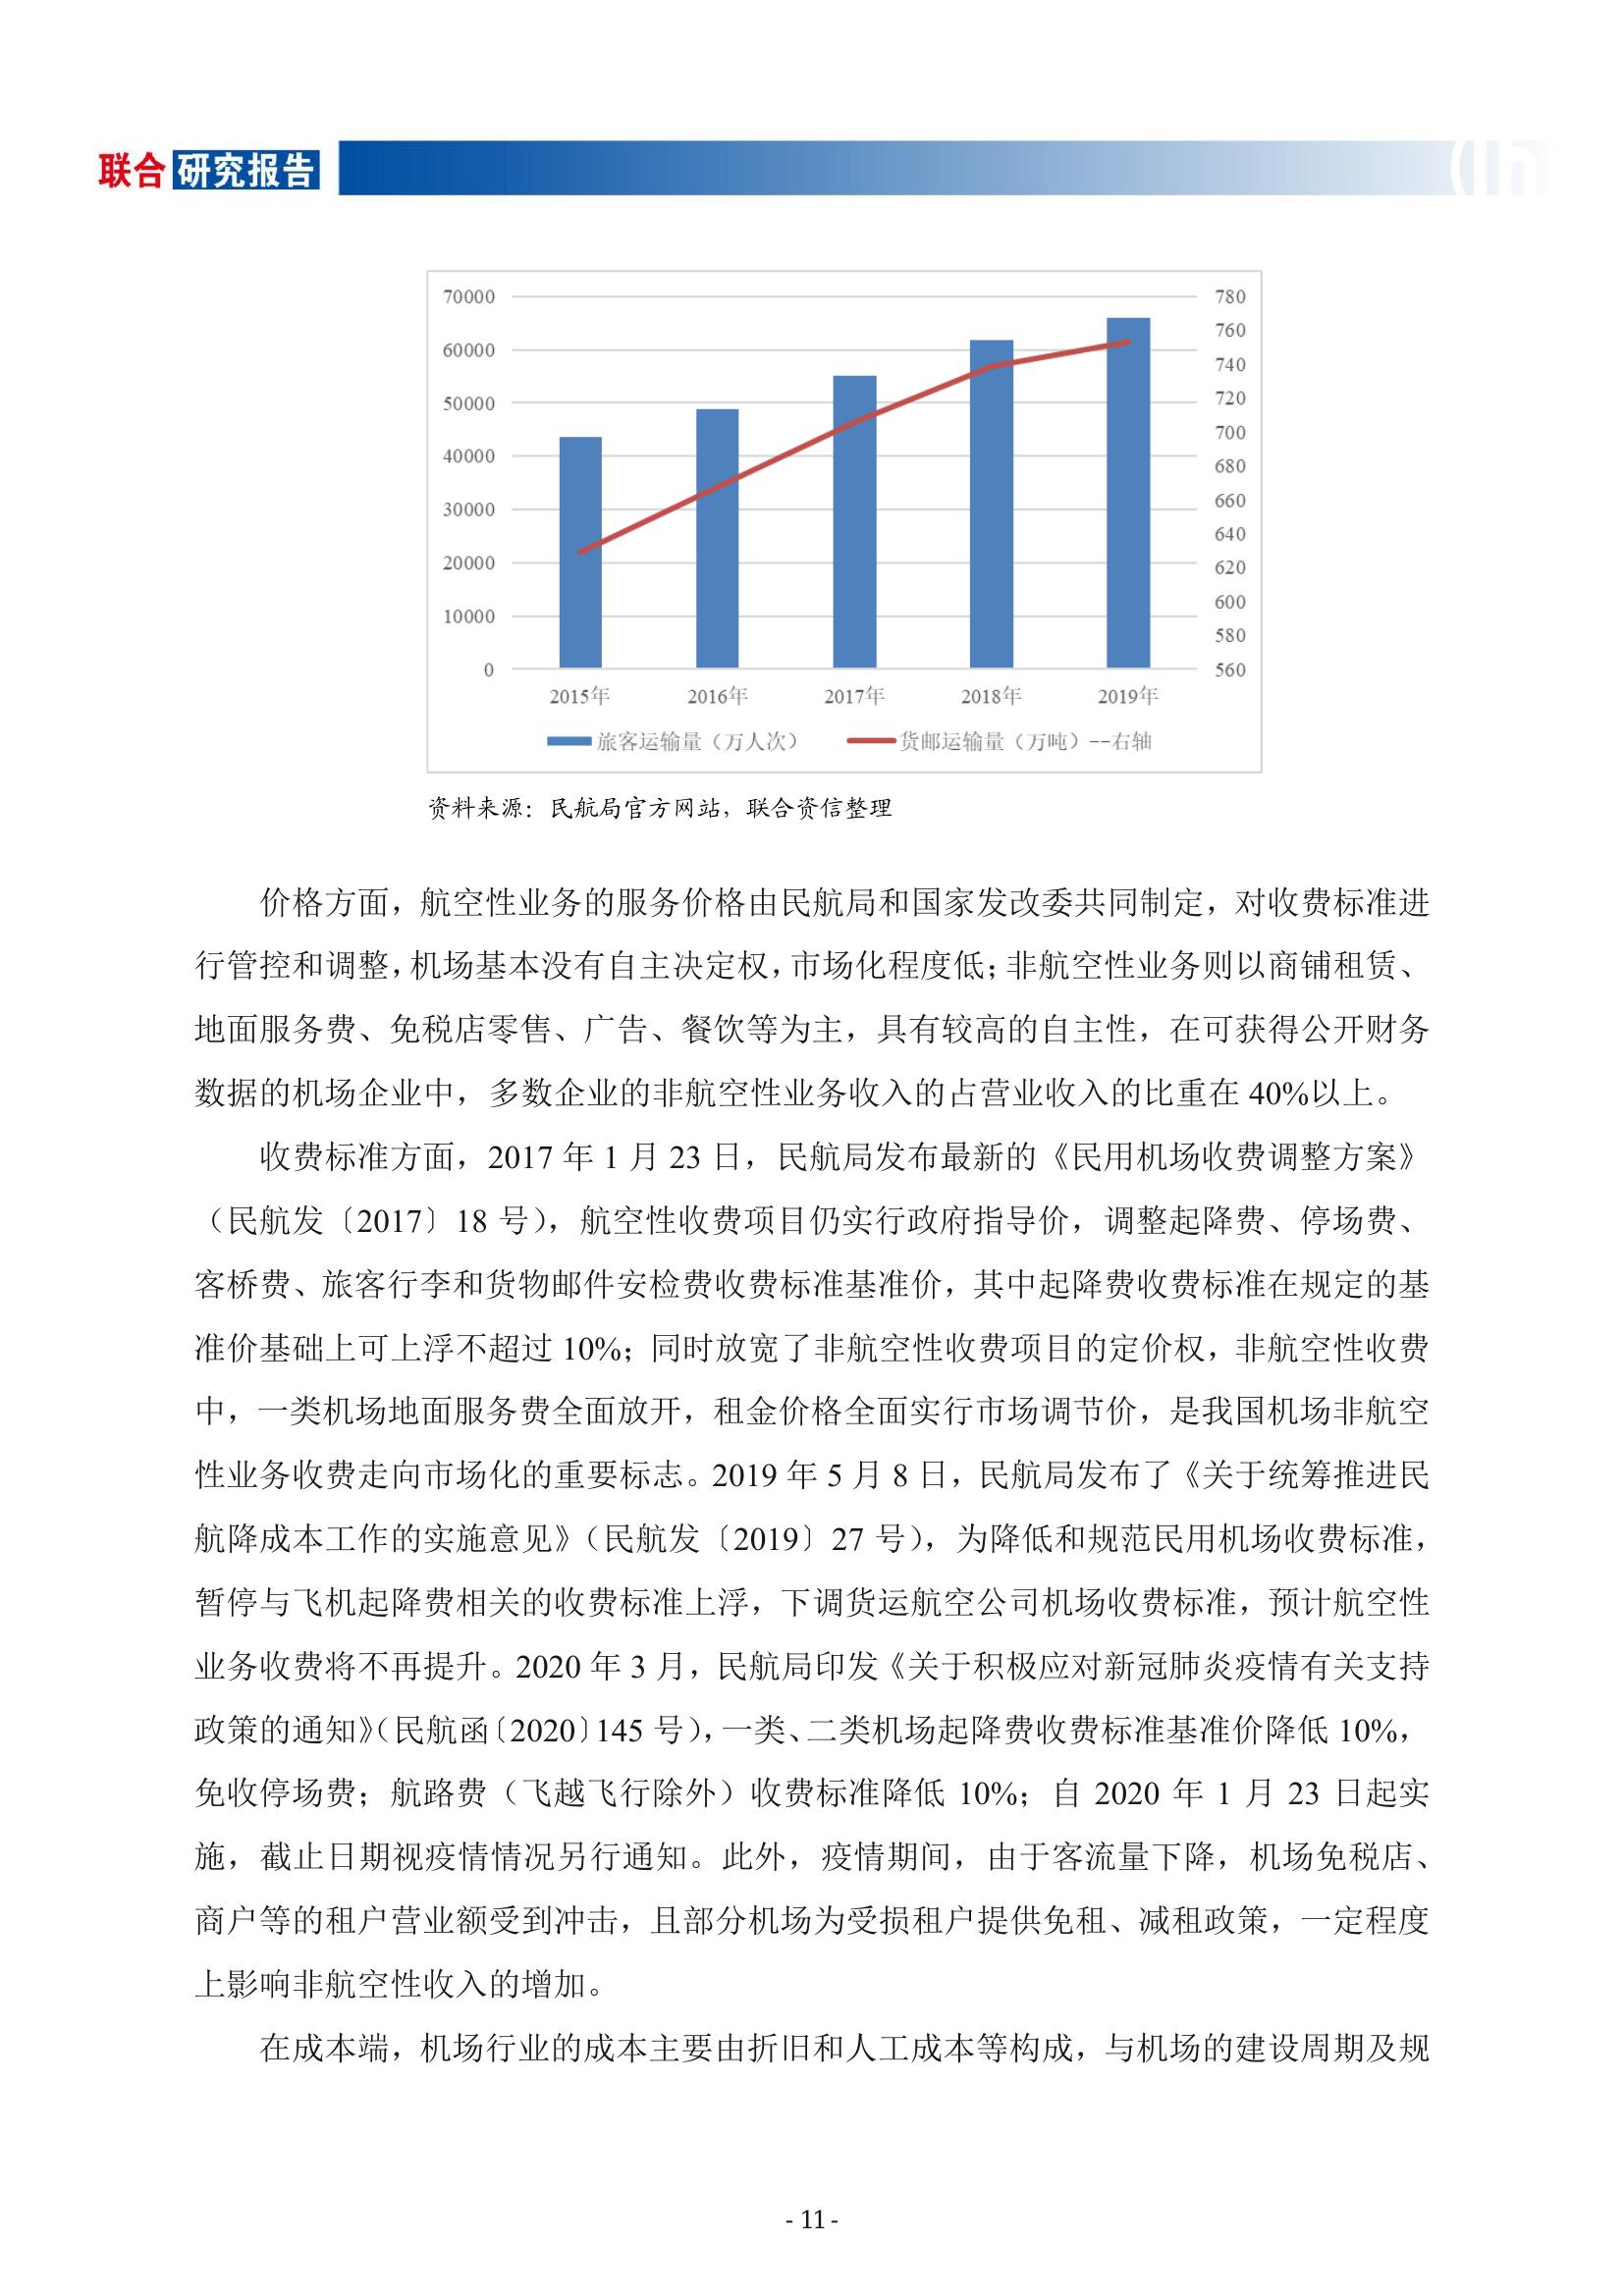 联合 研究报告
70000
60000
50000
40000
30000
20000
10000
0
780
760
740
720
700
680
660
640
620
600
580
560
2015年 2016年 2017年 2018年 2019年
旅客运输量（万人次） 货邮运输量（万吨）--右轴
资料来源：民航局官方网站，联合资信整理
价格方面，航空性业务的服务价格由民航局和国家发改委共同制定，对收费标准进
行管控和调整，机场基本没有自主决定权，市场化程度低；非航空性业务则以商铺租赁、
地面服务费、免税店零售、广告、餐饮等为主，具有较高的自主性，在可获得公开财务
数据的机场企业中，多数企业的非航空性业务收入的占营业收入的比重在 40%以上。
收费标准方面，2017 年 1 月 23 日，民航局发布最新的《民用机场收费调整方案》
（民航发〔2017〕18 号），航空性收费项目仍实行政府指导价，调整起降费、停场费、
客桥费、旅客行李和货物邮件安检费收费标准基准价，其中起降费收费标准在规定的基
准价基础上可上浮不超过 10%；同时放宽了非航空性收费项目的定价权，非航空性收费
中，一类机场地面服务费全面放开，租金价格全面实行市场调节价，是我国机场非航空
性业务收费走向市场化的重要标志。2019 年 5 月 8 日，民航局发布了《关于统筹推进民
航降成本工作的实施意见》（民航发〔2019〕27 号），为降低和规范民用机场收费标准，
暂停与飞机起降费相关的收费标准上浮，下调货运航空公司机场收费标准，预计航空性
业务收费将不再提升。2020 年 3 月，民航局印发《关于积极应对新冠肺炎疫情有关支持
政策的通知》（民航函〔2020〕145 号），一类、二类机场起降费收费标准基准价降低 10%，
免收停场费；航路费（飞越飞行除外）收费标准降低 10%；自 2020 年 1 月 23 日起实
施，截止日期视疫情情况另行通知。此外，疫情期间，由于客流量下降，机场免税店、
商户等的租户营业额受到冲击，且部分机场为受损租户提供免租、减租政策，一定程度
上影响非航空性收入的增加。
在成本端，机场行业的成本主要由折旧和人工成本等构成，与机场的建设周期及规
- 11 -